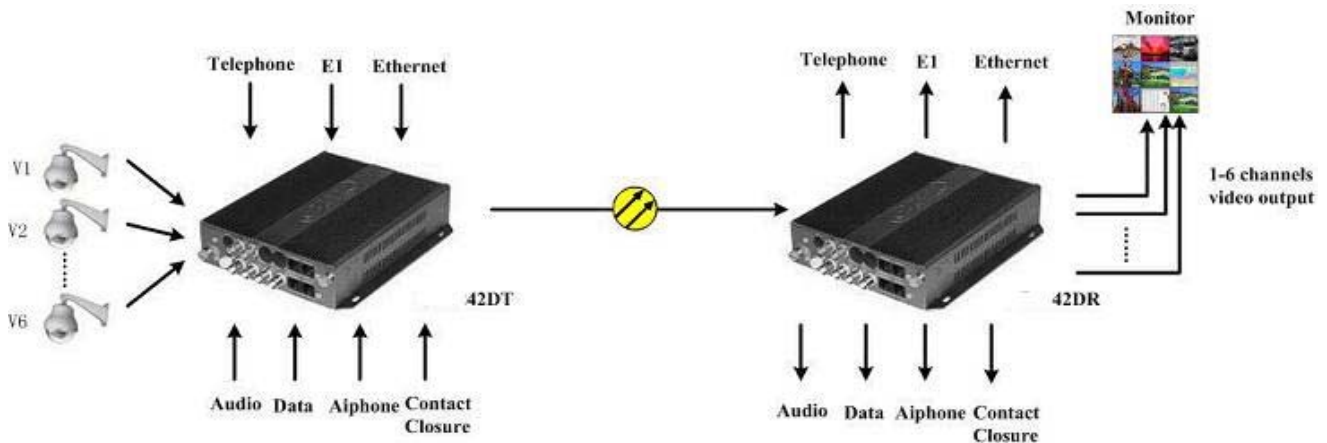 Monitor
Telephone E1 Ethernet
Telephone E1 Ethernet
V1
V2
V6
1-6 channels
video output
42DT
42DR
Audio Data Aiphone Contact
Closure
Audio Data Aiphone Contact
Closure